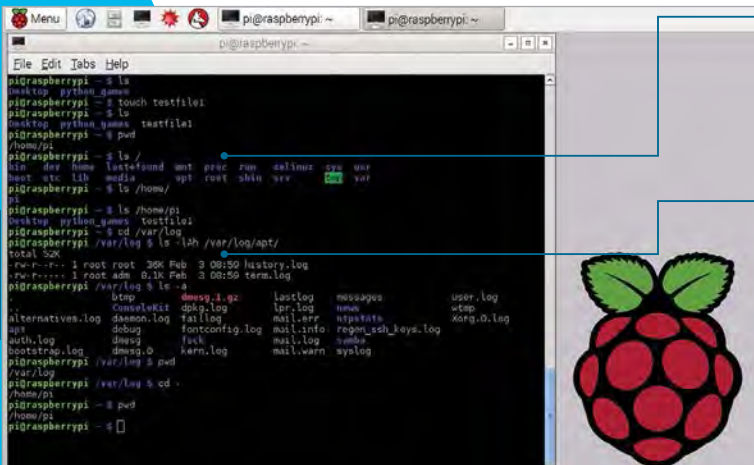 Menu pi@raspberrypi: ~ pi@raspberrypi: ~
pi@raspberrypi: ~
File Edit Tabs Help
pi@raspberrypi ~ $ ls
Desktop python_games
pi@raspberrypi ~ $ touch testfile1
pi@raspberrypi ~ $ ls
Desktop python_games testfile1
pi@raspberrypi ~ $ pwd
/home/pi
pi@raspberrypi ~ $ ls /
bin dev home lost+found mnt proc run selinux sys usr
boot etc lib media opt root sbin srv tmp var
pi@raspberrypi ~ $ ls /home/
pi
pi@raspberrypi ~ $ ls /home/pi
Desktop python_games testfile1
pi@raspberrypi ~ $ cd /var/log
pi@raspberrypi /var/log $ ls -lAh /var/log/apt/
total 52K
-rw-r--r-- 1 root root 36K Feb 3 08:59 history.log
-rw-r----- 1 root adm 8.1K Feb 3 08:59 term.log
pi@raspberrypi /var/log $ ls -a
. btmp dmesg.1.gz lastlog messages user.log
.. ConsoleKit dpkg.log lpr.log news wtmp
alternatives.log daemon.log faillog mail.err ntpstats Xorg.0.log
apt debug fontconfig.log mail.info regen_ssh_keys.log
auth.log dmesg fsck mail.log samba
bootstrap.log dmesg.0 kern.log mail.warn syslog
pi@raspberrypi /var/log $ pwd
/var/log
pi@raspberrypi /var/log $ cd -
/home/pi
pi@raspberrypi ~ $ pwd
/home/pi
pi@raspberrypi ~ $